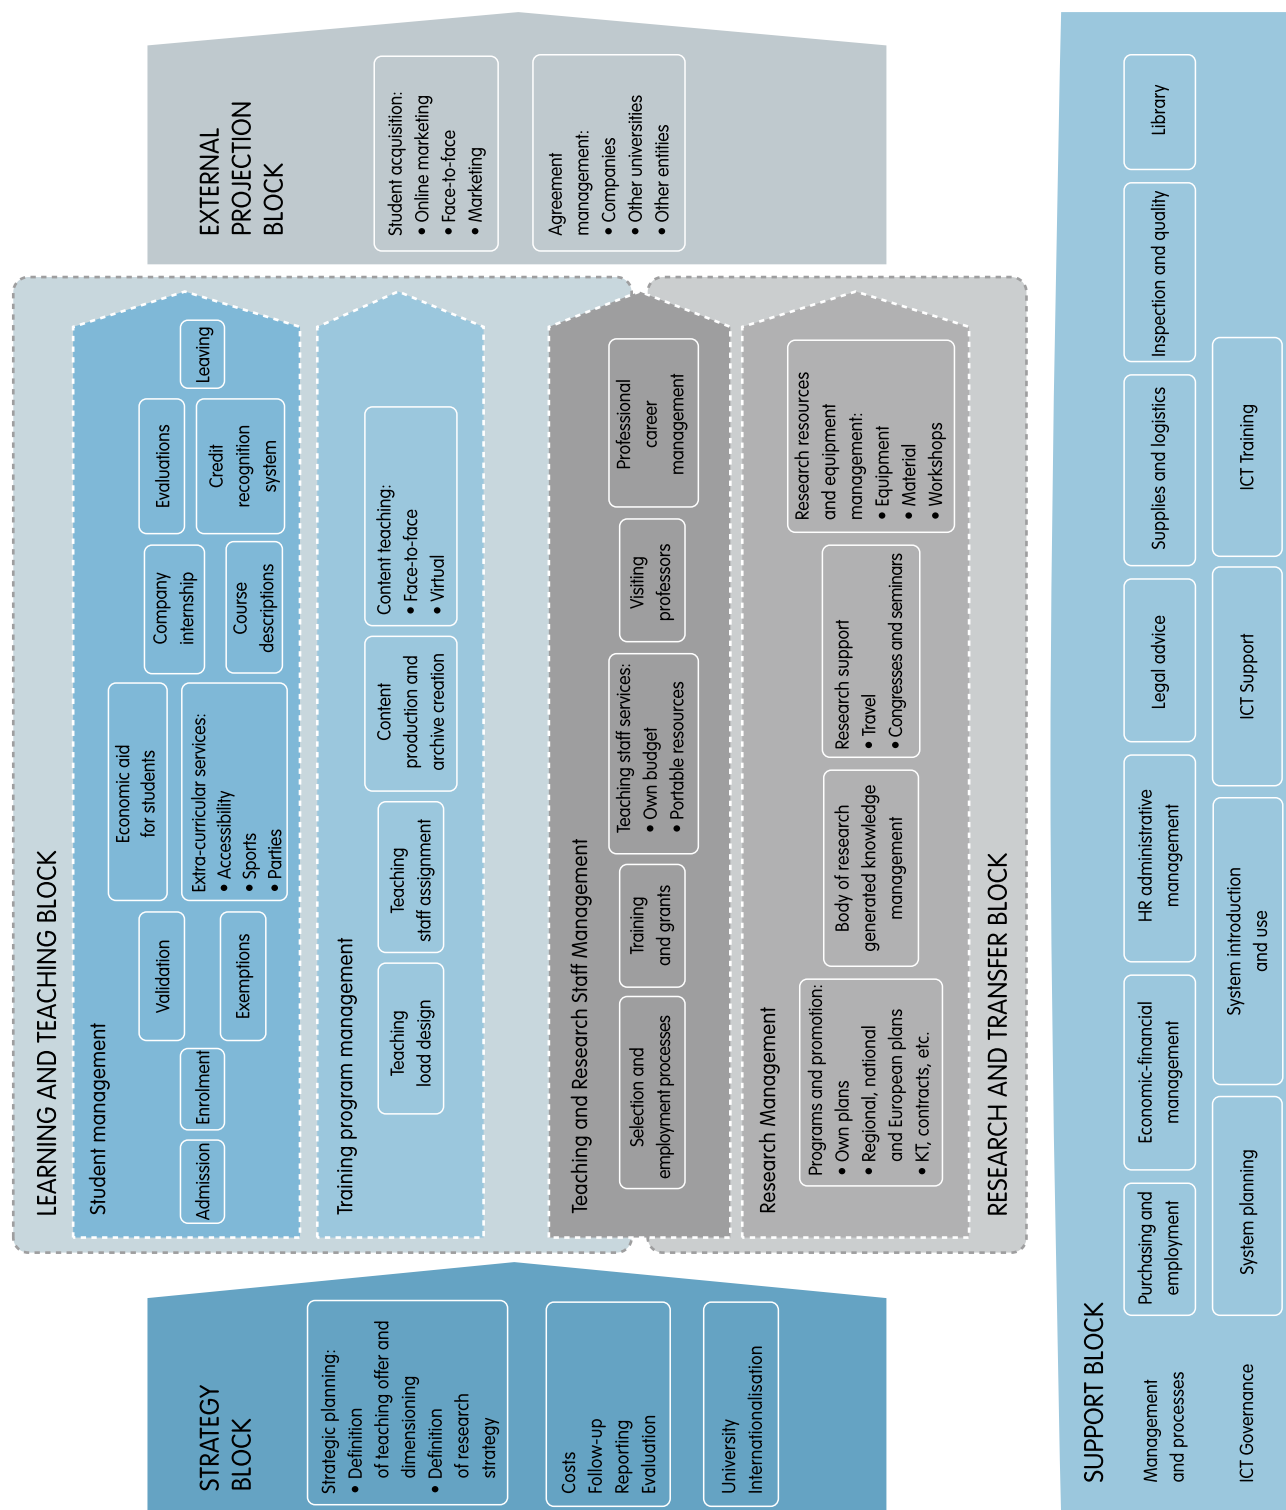 STRATEGY
BLOCK
Strategic planning:
• Definition
of teaching offer and
dimensioning
• Definition
of research
strategy
Costs
Follow-up
Reporting
Evaluation
University
Internationalisation
LEARNING AND TEACHING BLOCK
Student management
Admission
Enrolment
Validation
Exemptions
Economic aid
for students
Extra-curricular services:
• Accessibility
• Sports
• Parties
Company
internship
Course
descriptions
Evaluations
Credit
recognition
system
Leaving
Training program management
Teaching
load design
Teaching
staff assignment
Content
production and
archive creation
Content teaching:
• Face-to-face
• Virtual
Teaching and Research Staff Management
Selection and
employment processes
Training
and grants
Teaching staff services:
• Own budget
• Portable resources
Visiting
professors
Professional
career
management
Research Management
Programs and promotion:
• Own plans
• Regional, national
and European plans
• KT, contracts, etc.
Body of research
generated knowledge
management
Research support
• Travel
• Congresses and seminars
Research resources
and equipment
management:
• Equipment
• Material
• Workshops
RESEARCH AND TRANSFER BLOCK
EXTERNAL
PROJECTION
BLOCK
Student acquisition:
• Online marketing
• Face-to-face
• Marketing
Agreement
management:
• Companies
• Other universities
• Other entities
SUPPORT BLOCK
Management
and processes
Purchasing and
employment
Economic-financial
management
HR administrative
management
Legal advice
Supplies and logistics
Inspection and quality
Library
ICT Governance
System planning
System introduction
and use
ICT Support
ICT Training